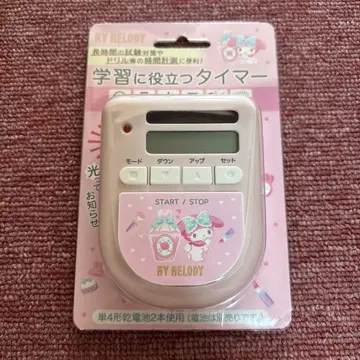 MY MELODY
長時間の試験対策や
ドリル等の時間計測に便利!
学習に役立つタイマー
光って
お知らせ
モード ダウン アップ セット
START / STOP
MY MELODY
単4形乾電池2本使用(電池は別売りです)